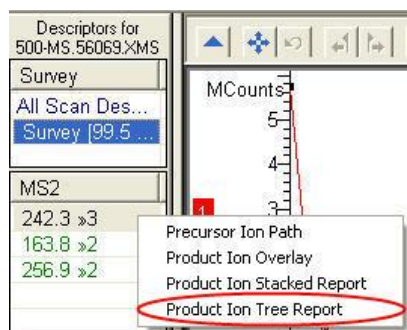 Descriptors for
500-MS.56069.XMS
Survey
All Scan Des...
Survey [99.5 ...
MS2
242.3 »3
163.8 »2
256.9 »2
MCounts
5
4
3
1
Precursor Ion Path
Product Ion Overlay
Product Ion Stacked Report
Product Ion Tree Report